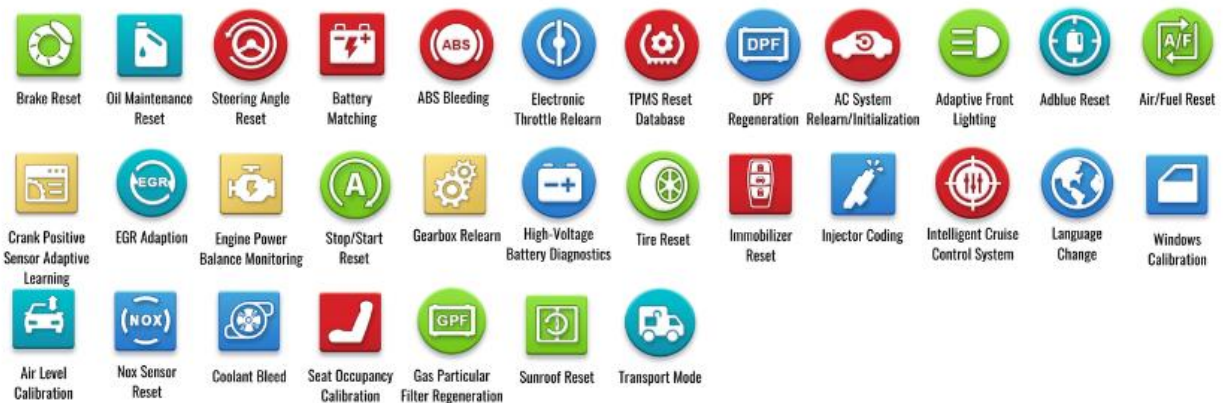 ABS
DPF
A/F
Brake Reset
Oil Maintenance
Reset
Steering Angle
Reset
Battery
Matching
ABS Bleeding
Electronic
Throttle Relearn
TPMS Reset
Database
DPF
Regeneration
AC System
Relearn/Initialization
Adaptive Front
Lighting
Adblue Reset
Air/Fuel Reset
EGR
A
Crank Positive
Sensor Adaptive
Learning
EGR Adaption
Engine Power
Balance Monitoring
Stop/Start
Reset
Gearbox Relearn
High-Voltage
Battery Diagnostics
Tire Reset
Immobilizer
Reset
Injector Coding
Intelligent Cruise
Control System
Language
Change
Windows
Calibration
NOX
GPF
Air Level
Calibration
Nox Sensor
Reset
Coolant Bleed
Seat Occupancy
Calibration
Gas Particular
Filter Regeneration
Sunroof Reset
Transport Mode